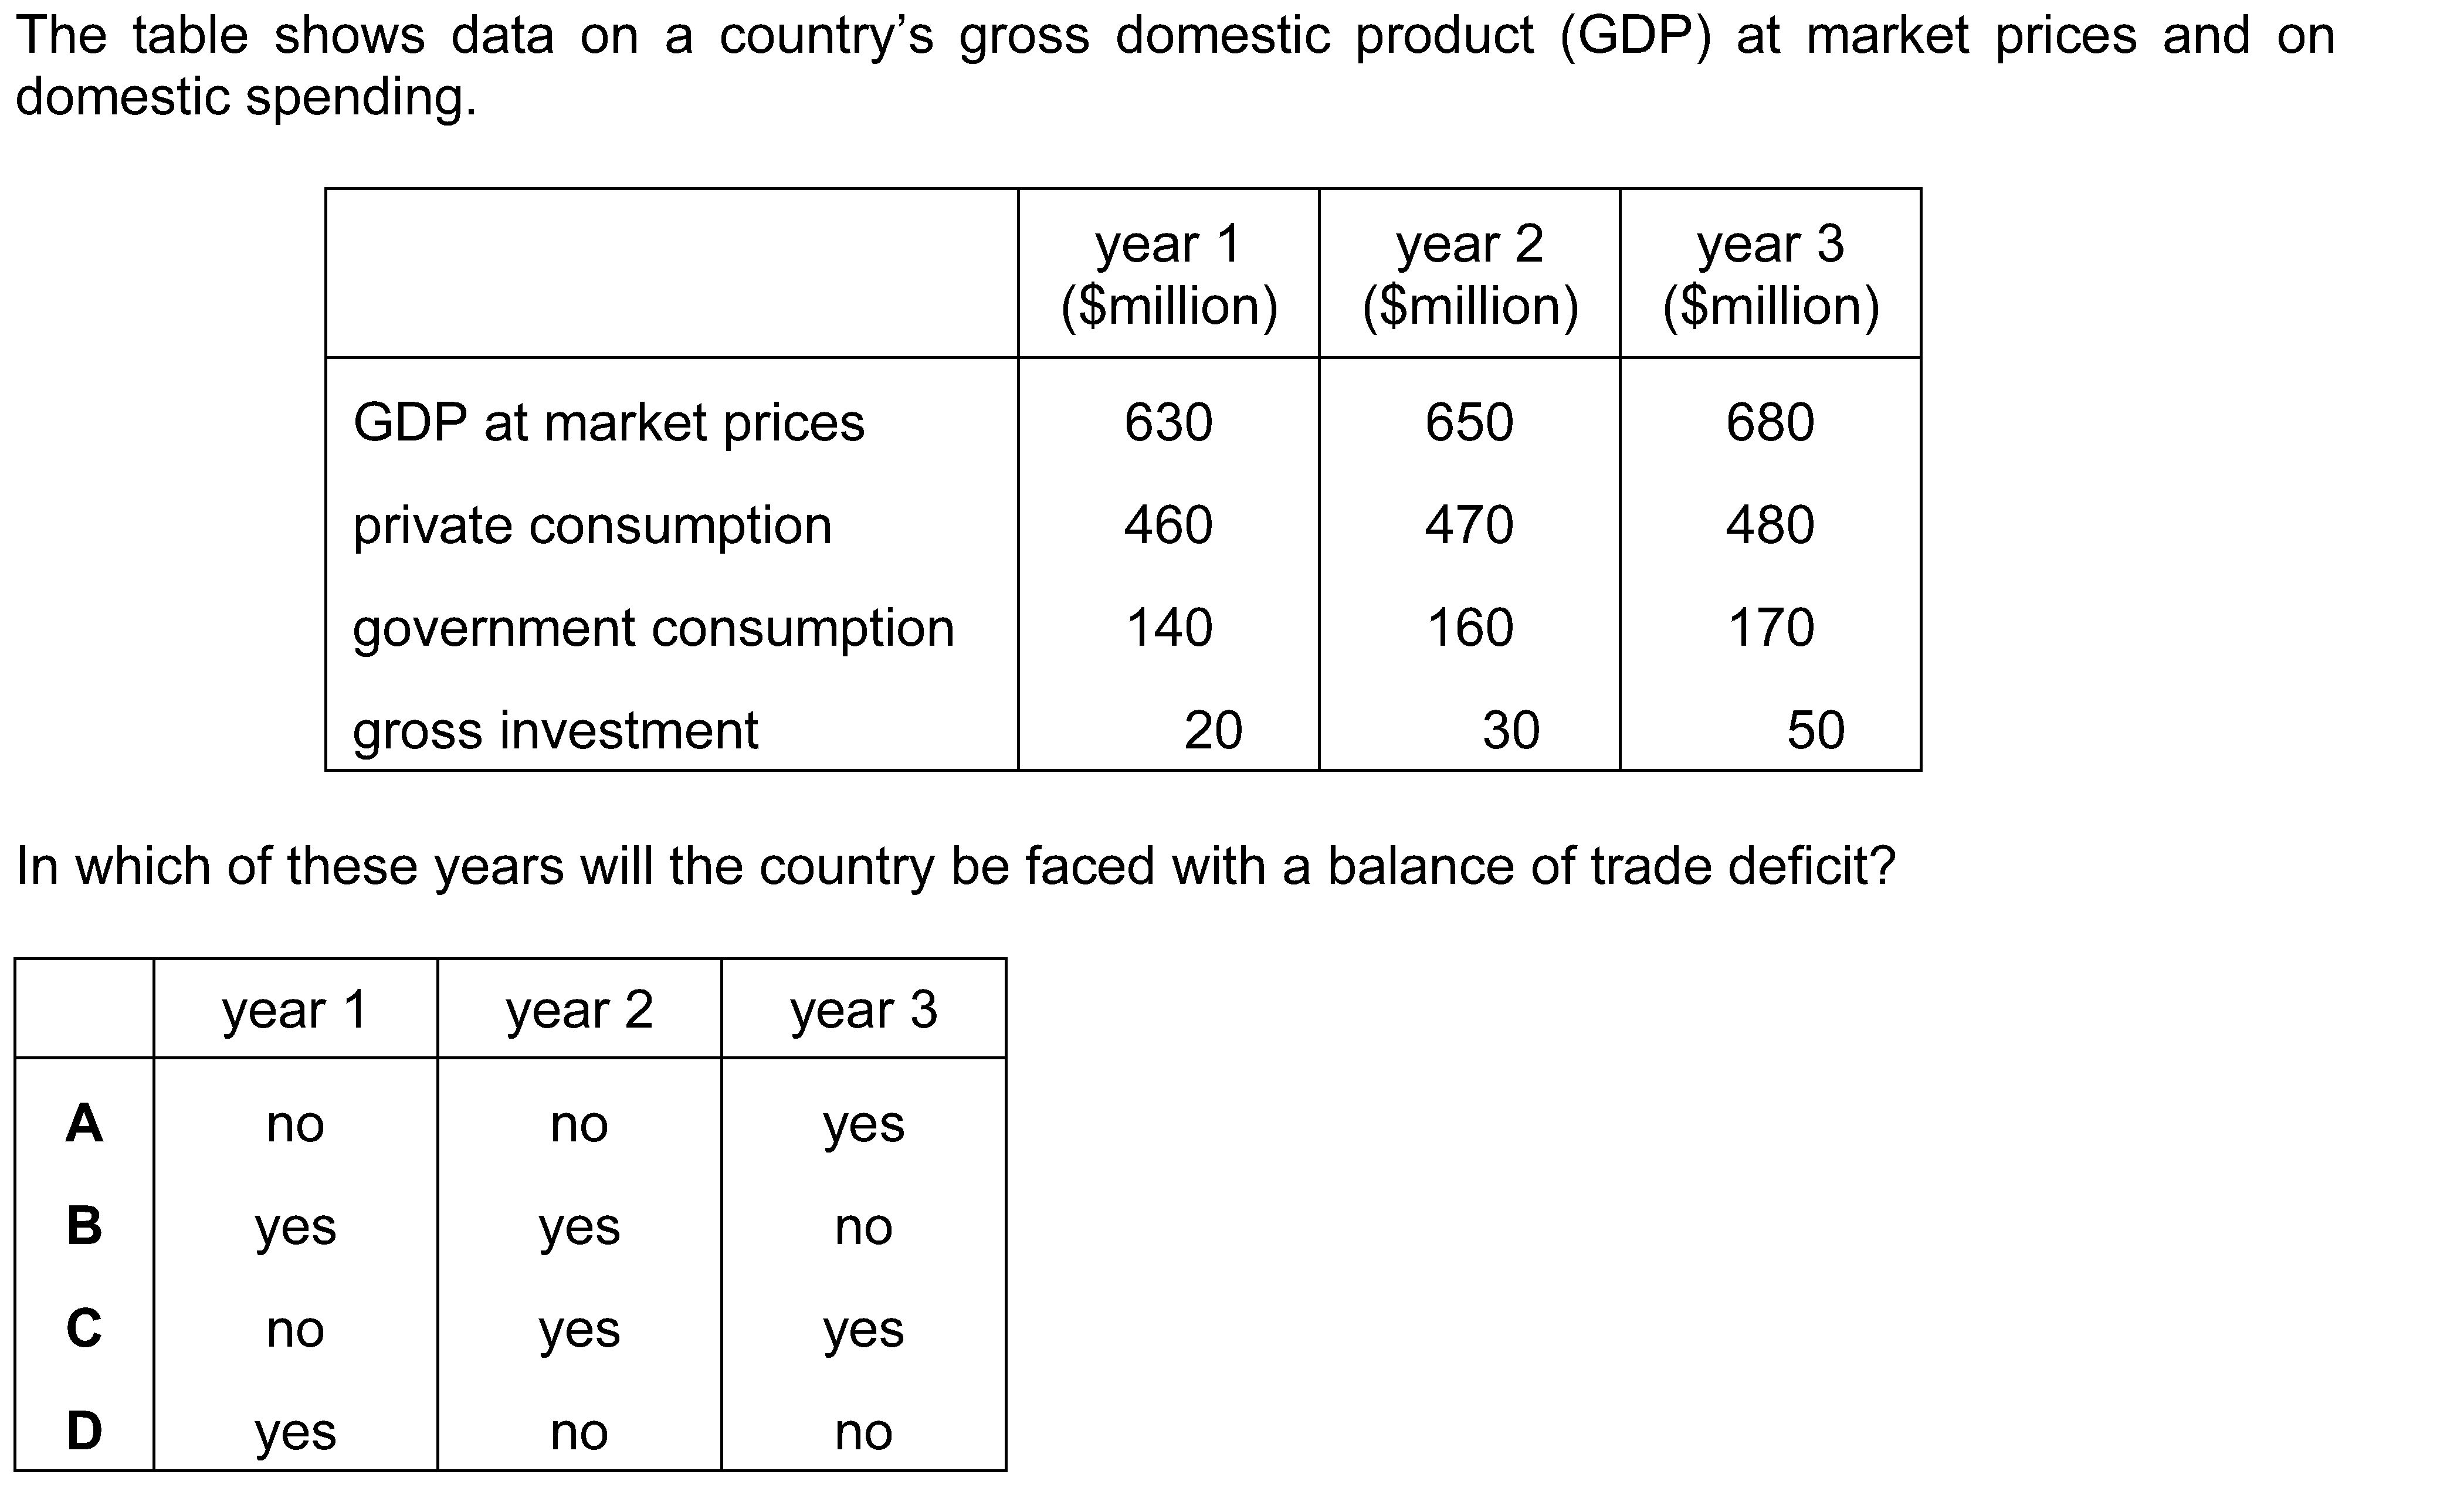 The table shows data on a country’s gross domestic product (GDP) at market prices and on
domestic spending.
year 1 ($million) year 2 ($million) year 3 ($million)
GDP at market prices 630 650 680
private consumption 460 470 480
government consumption 140 160 170
gross investment 20 30 50
In which of these years will the country be faced with a balance of trade deficit?
year 1 year 2 year 3
A no no yes
B yes yes no
C no yes yes
D yes no no